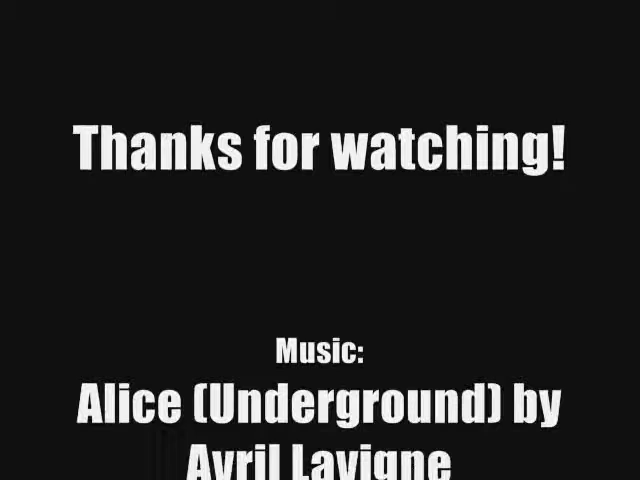 Thanks for watching!
Music:
Alice (Underground) by
Avril Lavigne